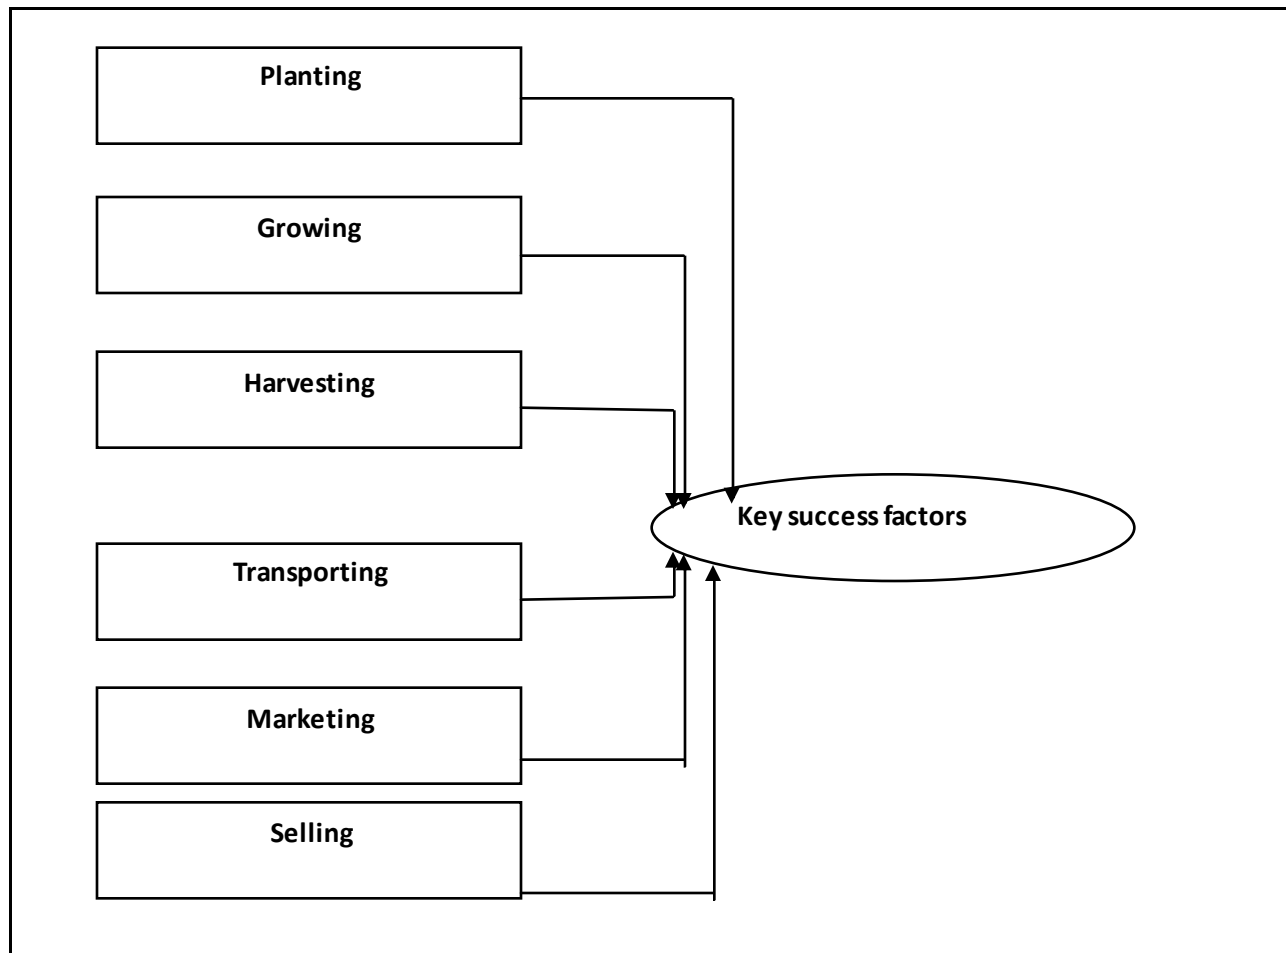 Planting
Growing
Harvesting
Key success factors
Transporting
Marketing
Selling